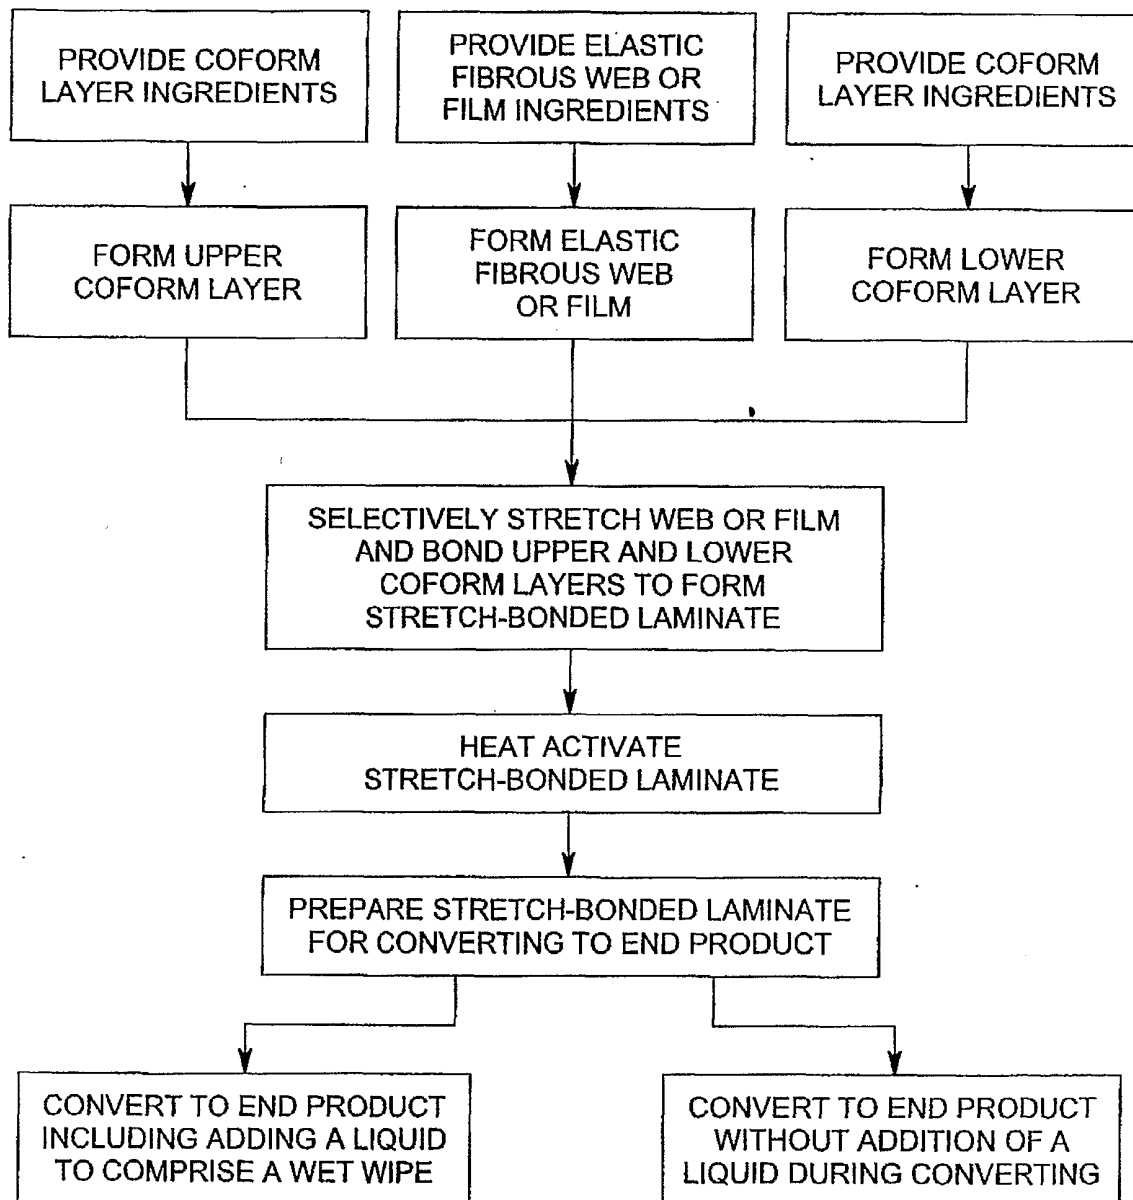 PROVIDE COFORM
LAYER INGREDIENTS
PROVIDE ELASTIC
FIBROUS WEB OR
FILM INGREDIENTS
PROVIDE COFORM
LAYER INGREDIENTS
FORM UPPER
COFORM LAYER
FORM ELASTIC
FIBROUS WEB
OR FILM
FORM LOWER
COFORM LAYER
SELECTIVELY STRETCH WEB OR FILM
AND BOND UPPER AND LOWER
COFORM LAYERS TO FORM
STRETCH-BONDED LAMINATE
HEAT ACTIVATE
STRETCH-BONDED LAMINATE
PREPARE STRETCH-BONDED LAMINATE
FOR CONVERTING TO END PRODUCT
CONVERT TO END PRODUCT
INCLUDING ADDING A LIQUID
TO COMPRISE A WET WIPE
CONVERT TO END PRODUCT
WITHOUT ADDITION OF A
LIQUID DURING CONVERTING